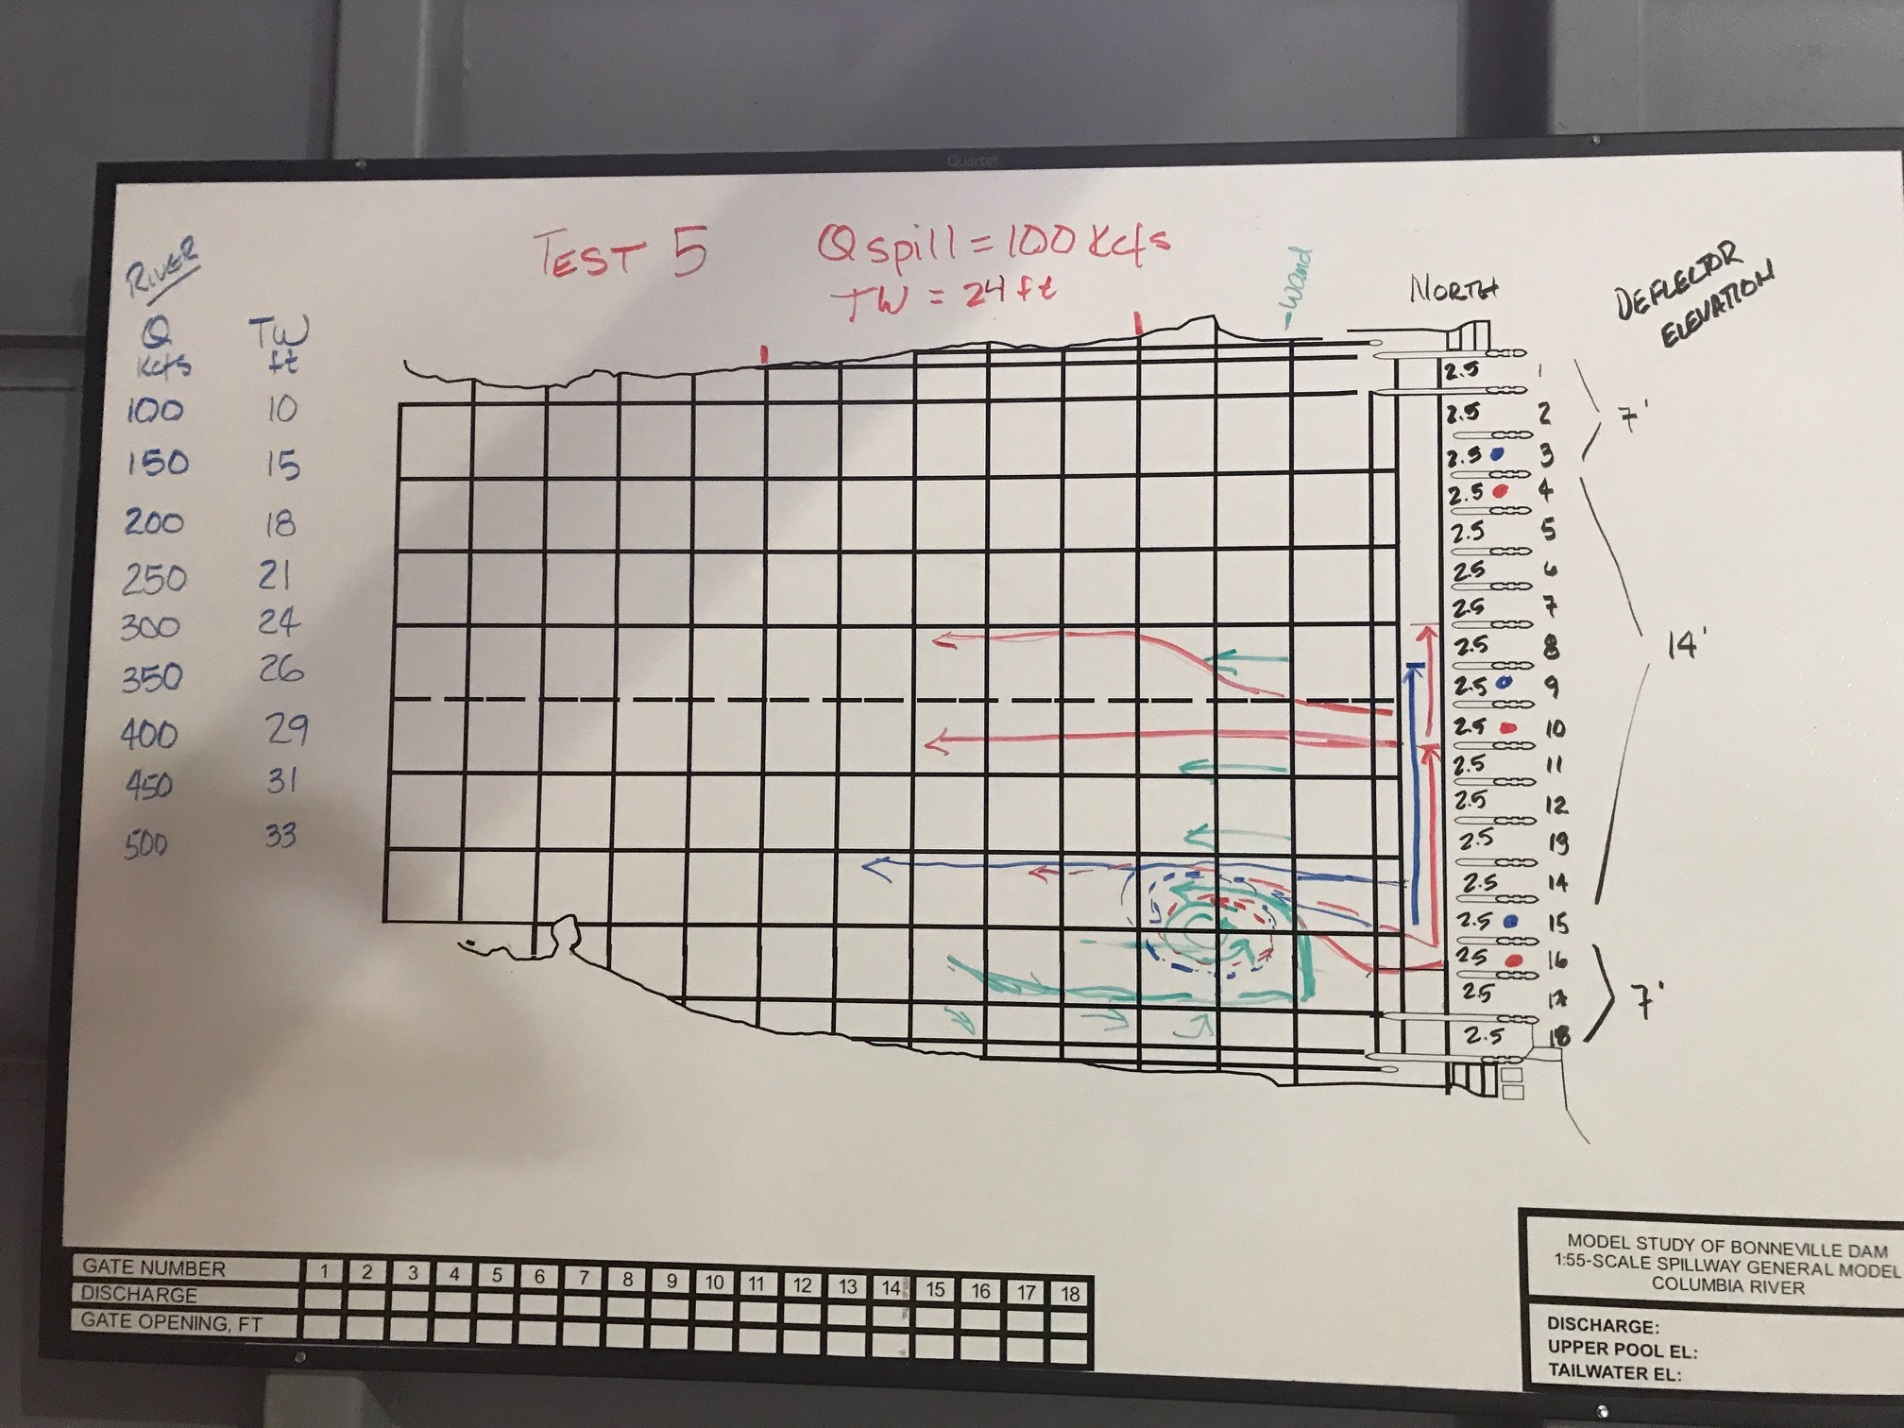 Quarter
RIVER
Q TW
Kcfs ft
100 10
150 15
200 18
250 21
300 24
350 26
400 29
450 31
500 33
TEST 5
Q spill = 100 Kcfs
TW = 24 ft
- wand
NORTH
DEFLECTOR
ELEVATION
2.5 1
2.5 2
2.5 3
2.5 4
2.5 5
2.5 6
2.5 7
2.5 8
2.5 9
2.5 10
2.5 11
2.5 12
2.5 19
2.5 14
2.5 15
2.5 16
2.5 17
2.5 18
7'
14'
7'
GATE NUMBER 1 2 3 4 5 6 7 8 9 10 11 12 13 14 15 16 17 18
DISCHARGE
GATE OPENING, FT
MODEL STUDY OF BONNEVILLE DAM
1:55-SCALE SPILLWAY GENERAL MODEL
COLUMBIA RIVER
DISCHARGE:
UPPER POOL EL:
TAILWATER EL: